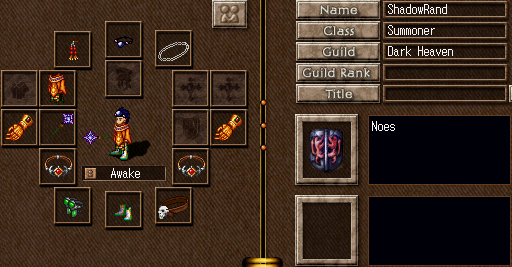 Name ShadowRand
Class Summoner
Guild Dark Heaven
Guild Rank
Title
Noes
Awake